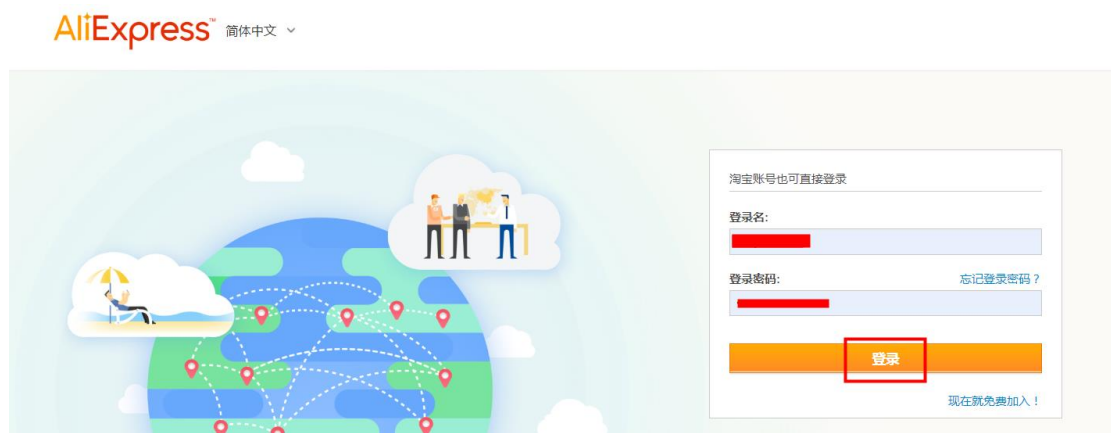 AliExpress™ 简体中文
淘宝账号也可直接登录
登录名:
登录密码: 忘记登录密码？
登录
现在就免费加入！